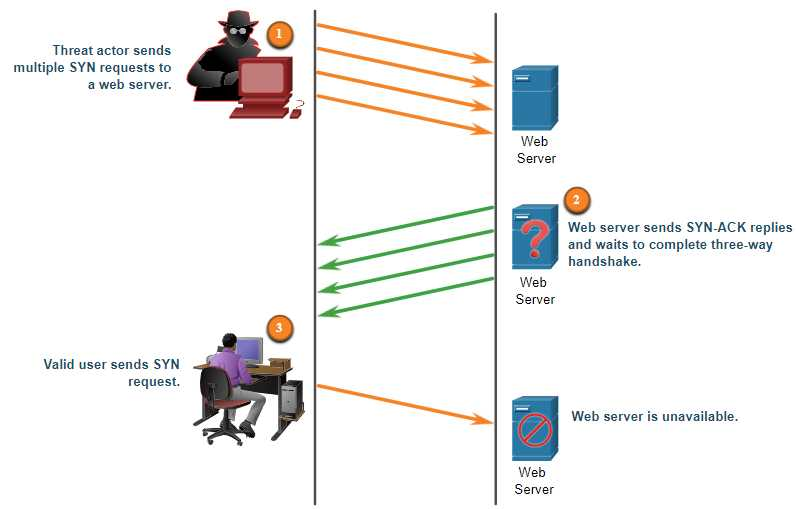 1
Threat actor sends
multiple SYN requests to
a web server.
Web
Server
2
Web server sends SYN-ACK replies
and waits to complete three-way
handshake.
?
Web
Server
3
Valid user sends SYN
request.
Web server is unavailable.
Web
Server